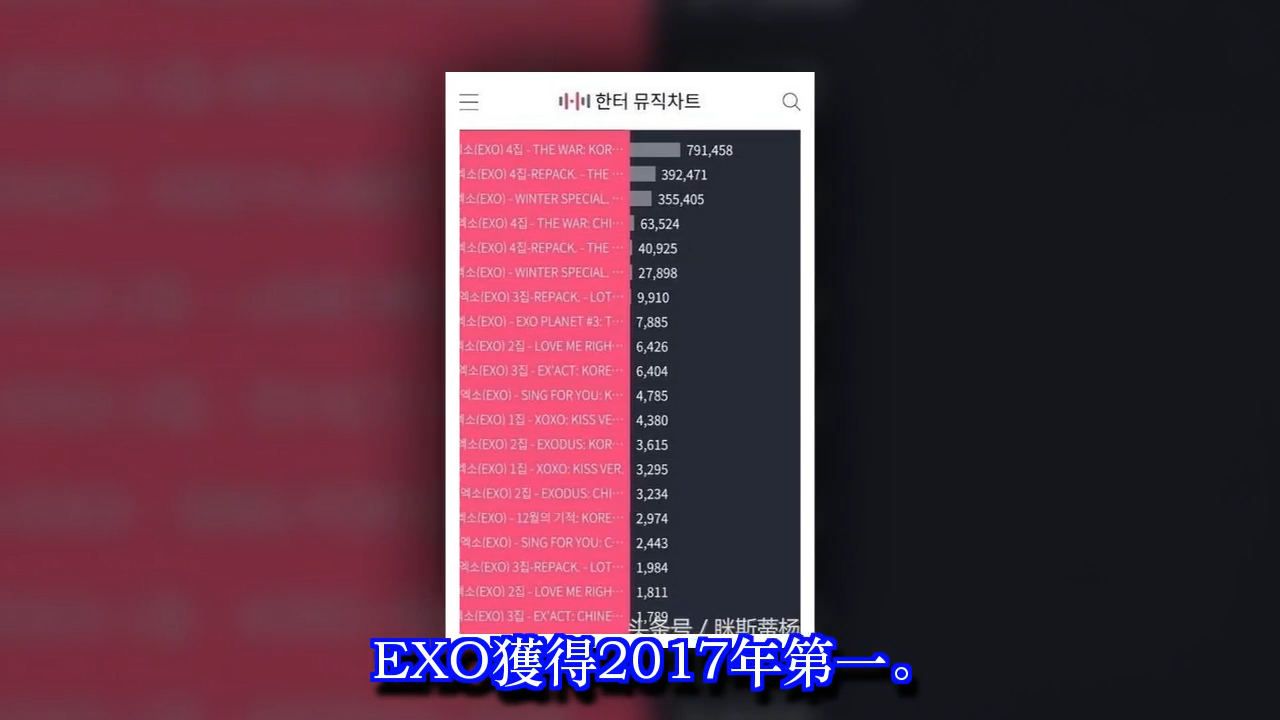 한터 뮤직차트
엑소(EXO) 4집 - THE WAR: KOR··· 791,458
엑소(EXO) 4집-REPACK. - THE ··· 392,471
엑소(EXO) - WINTER SPECIAL. ··· 355,405
엑소(EXO) 4집 - THE WAR: CHI··· 63,524
엑소(EXO) 4집-REPACK. - THE ··· 40,925
엑소(EXO) - WINTER SPECIAL. ··· 27,898
엑소(EXO) 3집-REPACK. - LOT··· 9,910
엑소(EXO) - EXO PLANET #3: T··· 7,885
엑소(EXO) 2집 - LOVE ME RIGH··· 6,426
엑소(EXO) 3집 - EX'ACT: KORE··· 6,404
엑소(EXO) - SING FOR YOU: K··· 4,785
엑소(EXO) 1집 - XOXO: KISS VE··· 4,380
엑소(EXO) 2집 - EXODUS: KOR··· 3,615
엑소(EXO) 1집 - XOXO: KISS VER. 3,295
엑소(EXO) 2집 - EXODUS: CHI··· 3,234
엑소(EXO) - 12월의 기적: KORE··· 2,974
엑소(EXO) - SING FOR YOU: C··· 2,443
엑소(EXO) 3집-REPACK. - LOT··· 1,984
엑소(EXO) 2집 - LOVE ME RIGH··· 1,811
엑소(EXO) 3집 - EX'ACT: CHINE··· 1,789
头条号 / 眯斯蒂杨
EXO獲得2017年第一。